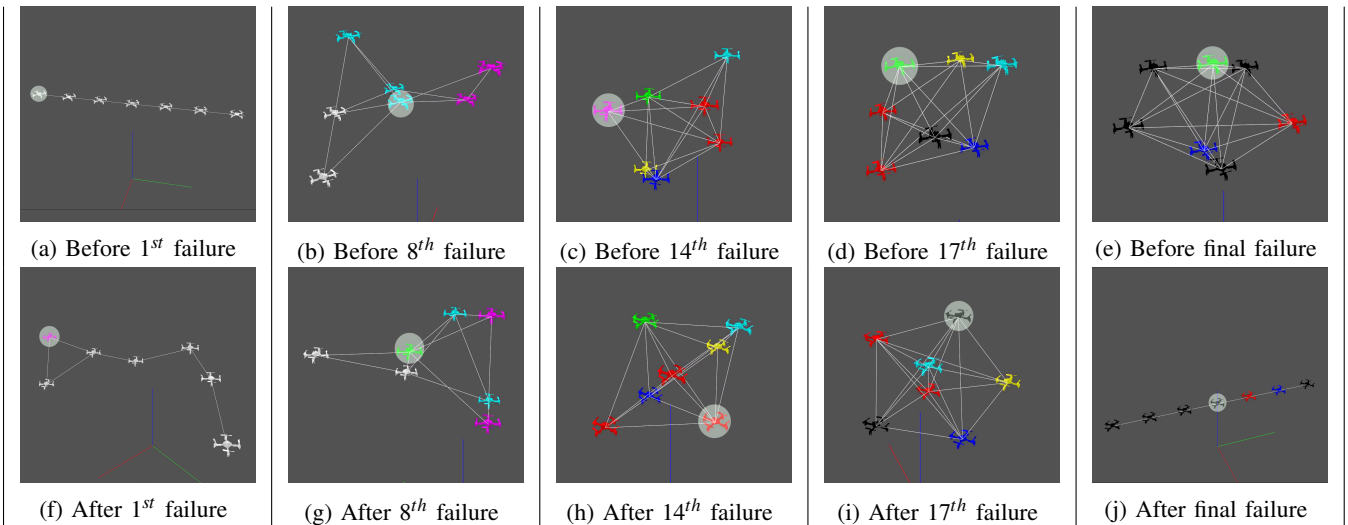 (a) Before 1st failure
(b) Before 8th failure
(c) Before 14th failure
(d) Before 17th failure
(e) Before final failure
(f) After 1st failure
(g) After 8th failure
(h) After 14th failure
(i) After 17th failure
(j) After final failure